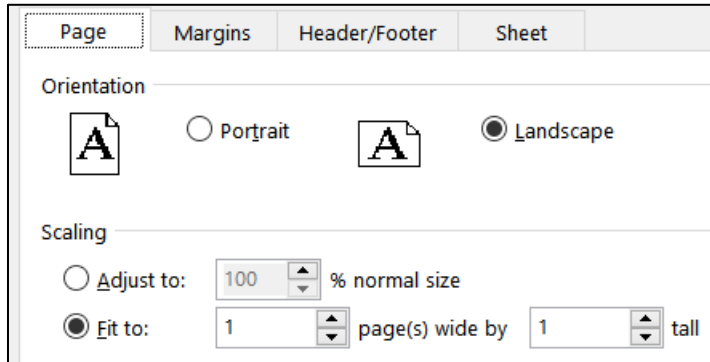 Page Margins Header/Footer Sheet
Orientation
A Portrait A Landscape
Scaling
Adjust to: 100 % normal size
Fit to: 1 page(s) wide by 1 tall